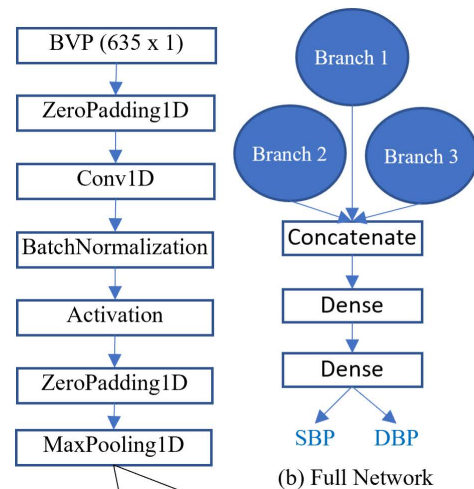 BVP (635 x 1)
ZeroPadding1D
Conv1D
BatchNormalization
Activation
ZeroPadding1D
MaxPooling1D
Branch 1
Branch 2
Branch 3
Concatenate
Dense
Dense
SBP
DBP
(b) Full Network